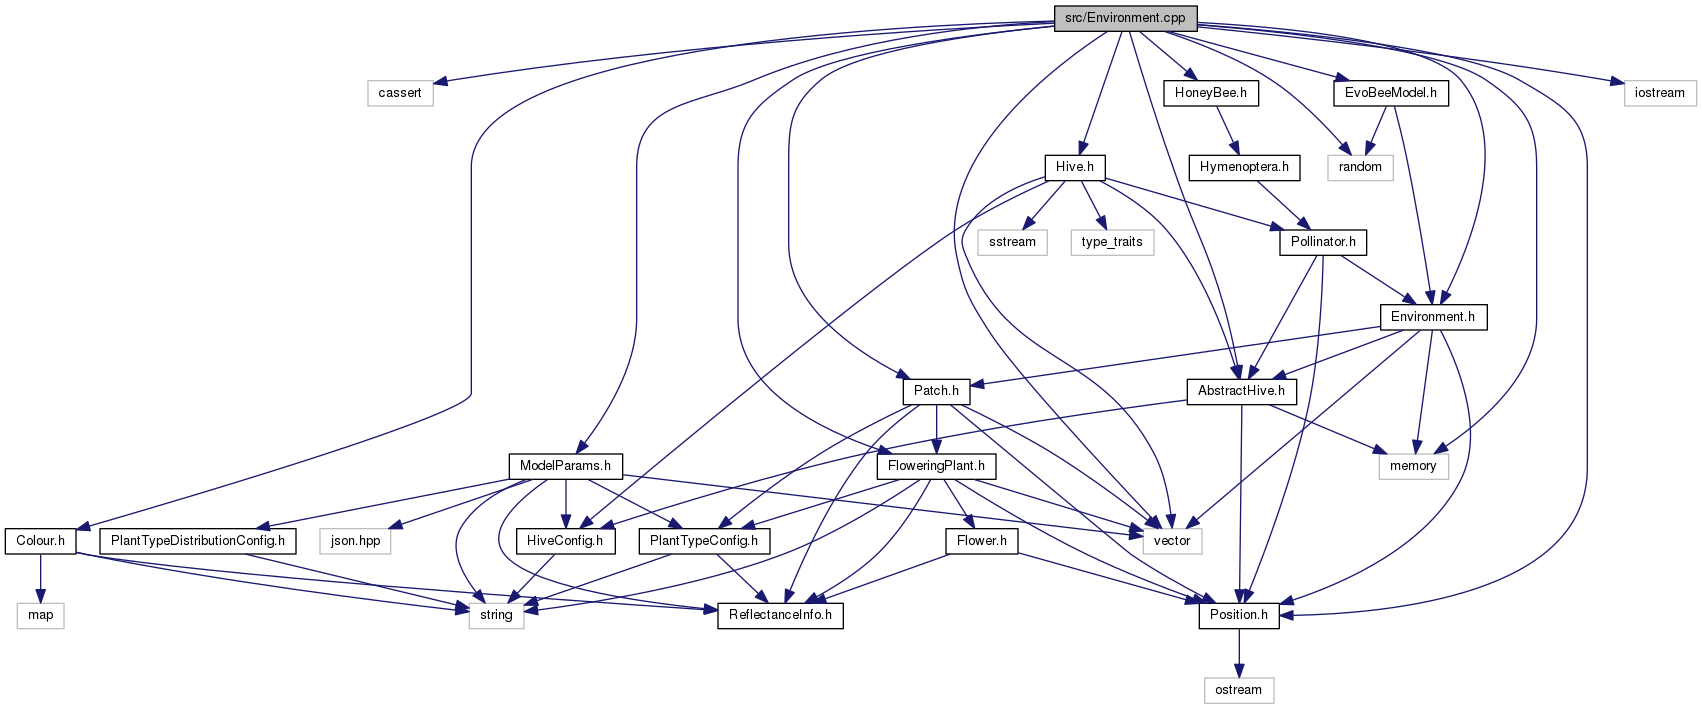 src/Environment.cpp
cassert
HoneyBee.h
EvoBeeModel.h
iostream
Hive.h
Hymenoptera.h
random
sstream
type_traits
Pollinator.h
Environment.h
Patch.h
AbstractHive.h
ModelParams.h
FloweringPlant.h
memory
Colour.h
PlantTypeDistributionConfig.h
json.hpp
HiveConfig.h
PlantTypeConfig.h
Flower.h
vector
map
string
ReflectanceInfo.h
Position.h
ostream